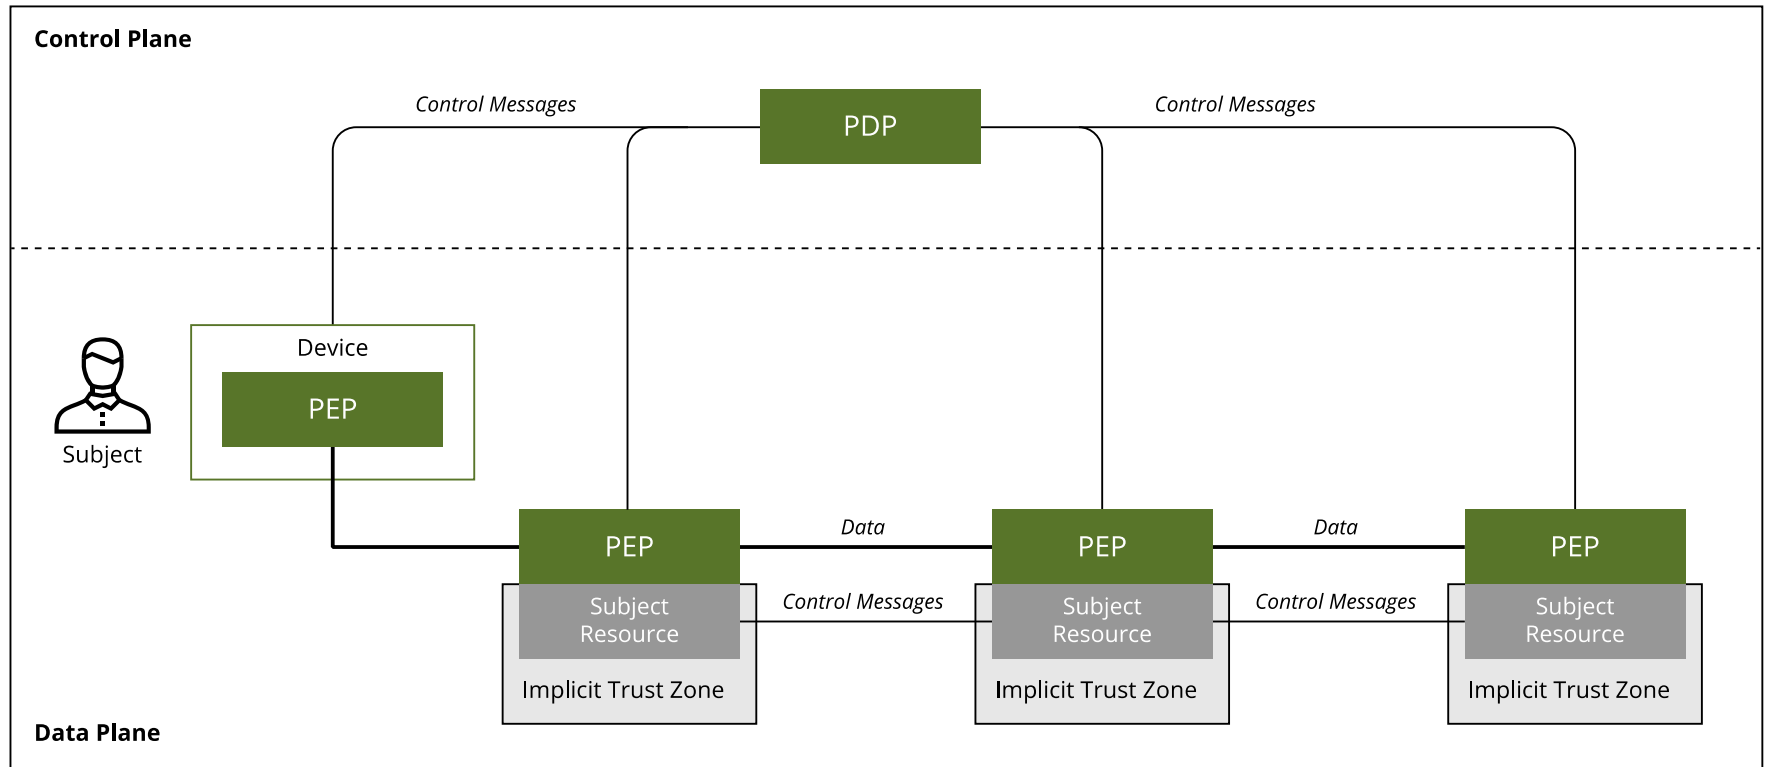 Control Plane
Control Messages
Control Messages
PDP
Device
PEP
Subject
PEP
Data
PEP
Data
PEP
Subject
Resource
Control Messages
Subject
Resource
Control Messages
Subject
Resource
Implicit Trust Zone
Implicit Trust Zone
Implicit Trust Zone
Data Plane